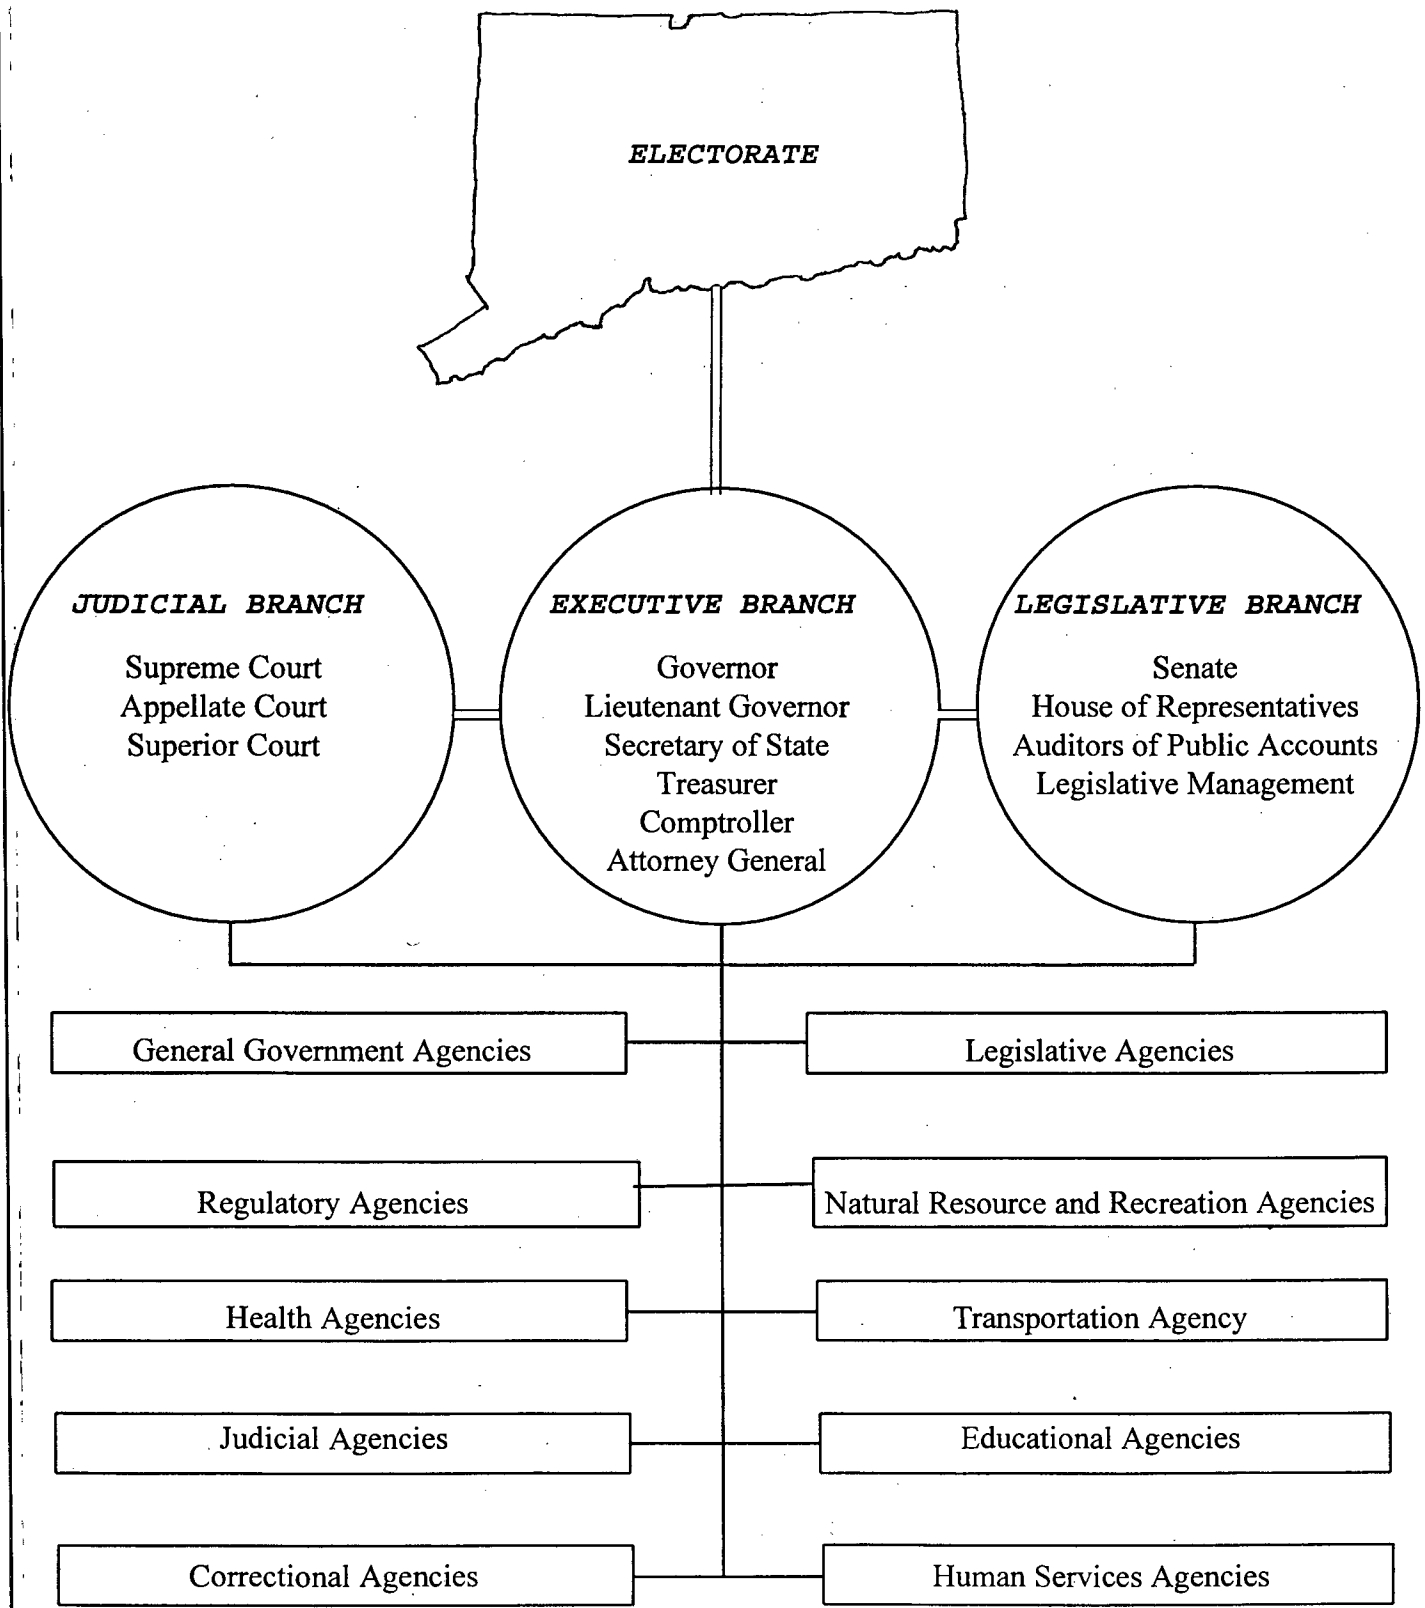 ELECTORATE
JUDICIAL BRANCH
Supreme Court
Appellate Court
Superior Court
EXECUTIVE BRANCH
Governor
Lieutenant Governor
Secretary of State
Treasurer
Comptroller
Attorney General
LEGISLATIVE BRANCH
Senate
House of Representatives
Auditors of Public Accounts
Legislative Management
General Government Agencies
Legislative Agencies
Regulatory Agencies
Natural Resource and Recreation Agencies
Health Agencies
Transportation Agency
Judicial Agencies
Educational Agencies
Correctional Agencies
Human Services Agencies